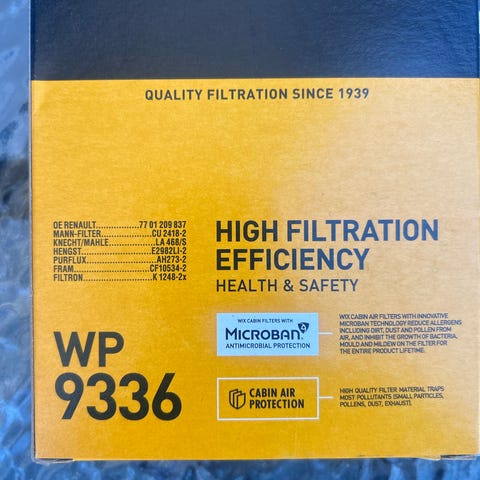 QUALITY FILTRATION SINCE 1939
OE RENAULT...............77 01 209 837
MANN-FILTER................CU 2418-2
KNECHT/MAHLE..............LA 468/S
HENGST.......................E2982LI-2
PURFLUX......................AH273-2
FRAM.........................CF10534-2
FILTRON.....................K 1248-2x
HIGH FILTRATION
EFFICIENCY
HEALTH & SAFETY
WIX CABIN FILTERS WITH
MICROBAN
ANTIMICROBIAL PROTECTION
WIX CABIN AIR FILTERS WITH INNOVATIVE
MICROBAN TECHNOLOGY REDUCE ALLERGENS
INCLUDING DIRT, DUST AND POLLEN FROM
AIR, AND INHIBIT THE GROWTH OF BACTERIA,
MOULD AND MILDEW ON THE FILTER FOR
THE ENTIRE PRODUCT LIFETIME.
WP
9336
CABIN AIR
PROTECTION
HIGH QUALITY FILTER MATERIAL TRAPS
MOST POLLUTANTS (SMALL PARTICLES,
POLLENS, DUST, EXHAUST).